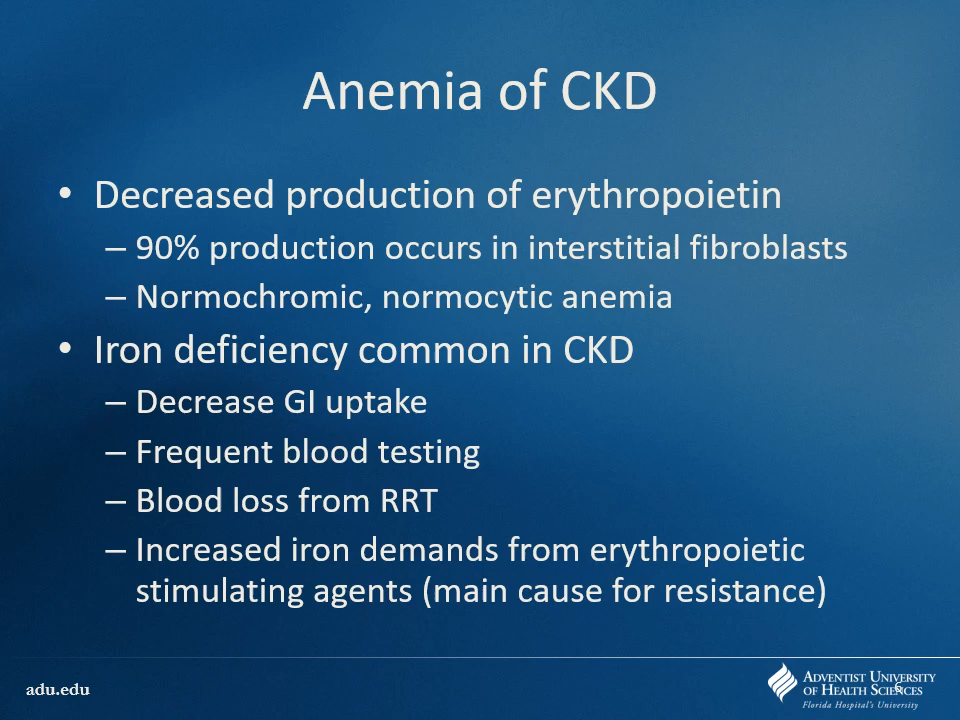 Anemia of CKD
• Decreased production of erythropoietin
– 90% production occurs in interstitial fibroblasts
– Normochromic, normocytic anemia
• Iron deficiency common in CKD
– Decrease GI uptake
– Frequent blood testing
– Blood loss from RRT
– Increased iron demands from erythropoietic
stimulating agents (main cause for resistance)
adu.edu
Adventist University
of Health Sciences
Florida Hospital's University
6